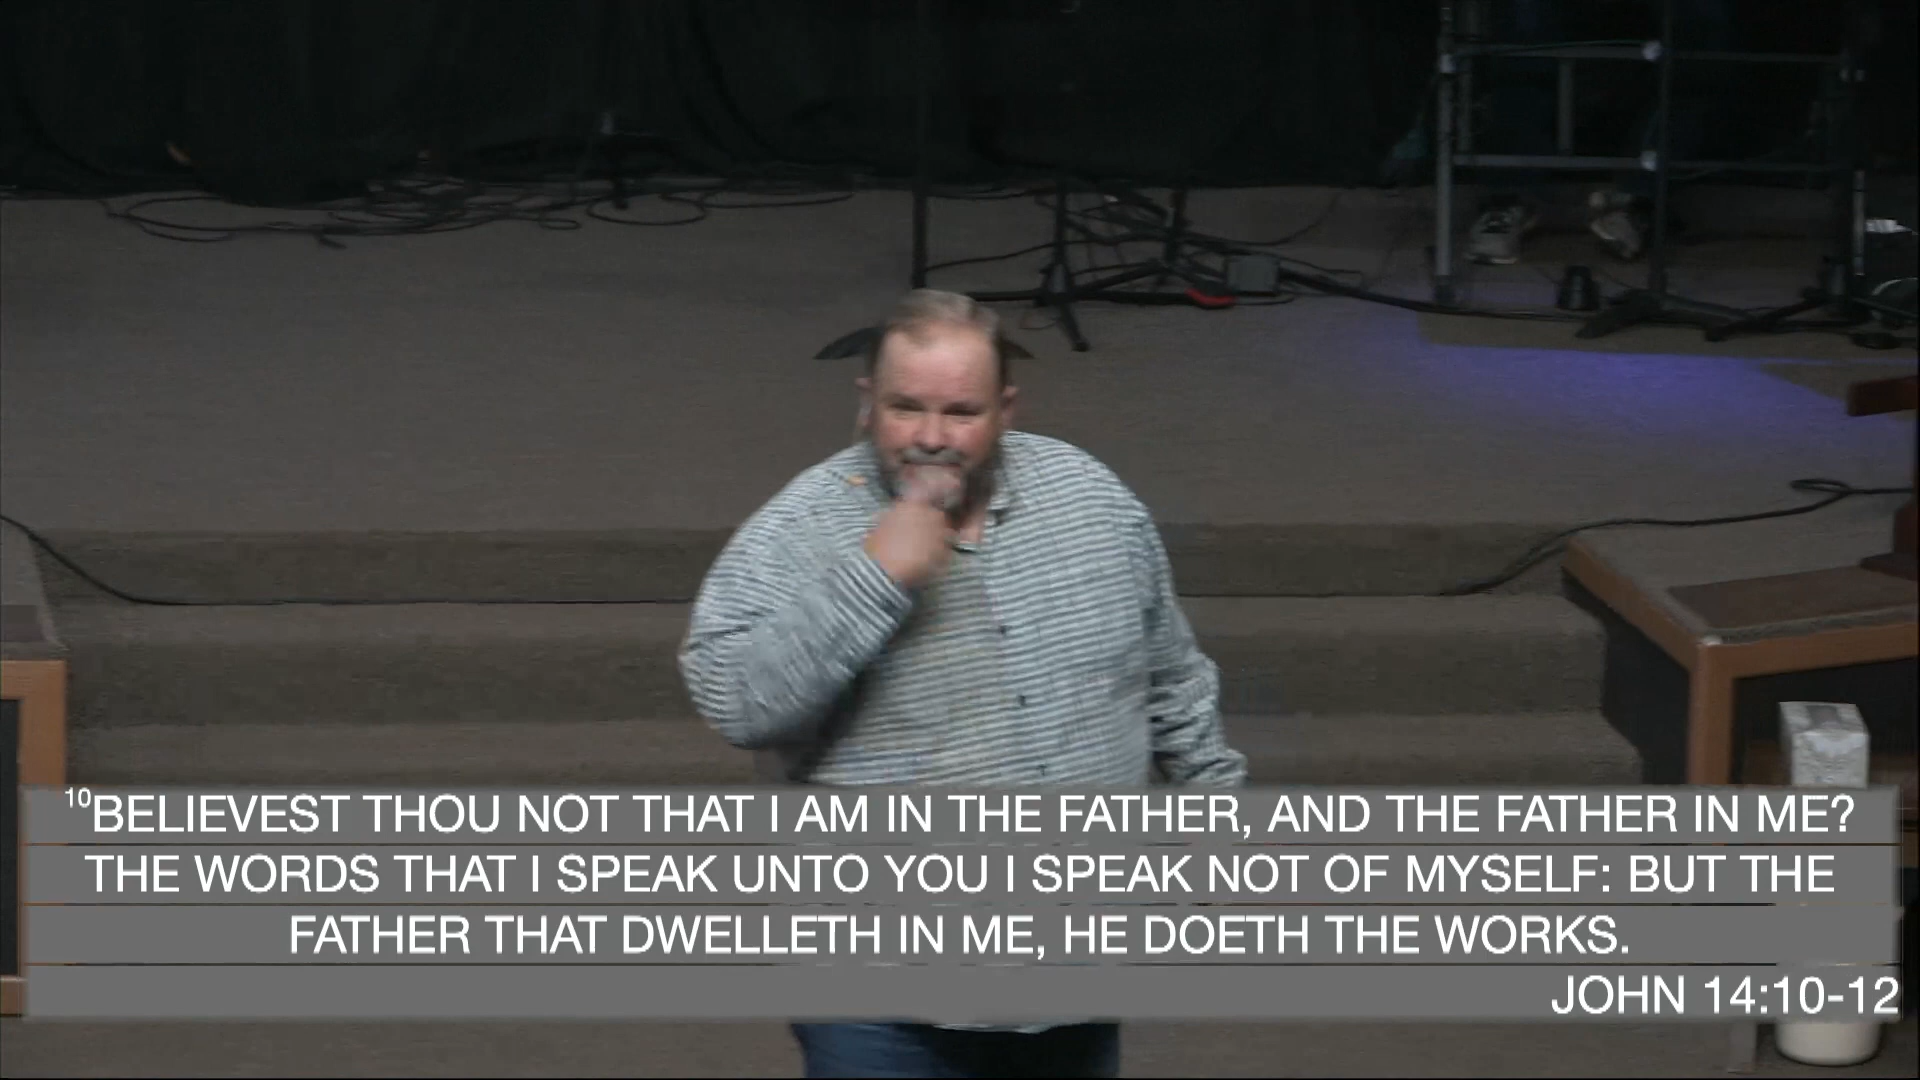 ¹⁰BELIEVEST THOU NOT THAT I AM IN THE FATHER, AND THE FATHER IN ME?
THE WORDS THAT I SPEAK UNTO YOU I SPEAK NOT OF MYSELF: BUT THE
FATHER THAT DWELLETH IN ME, HE DOETH THE WORKS.
JOHN 14:10-12